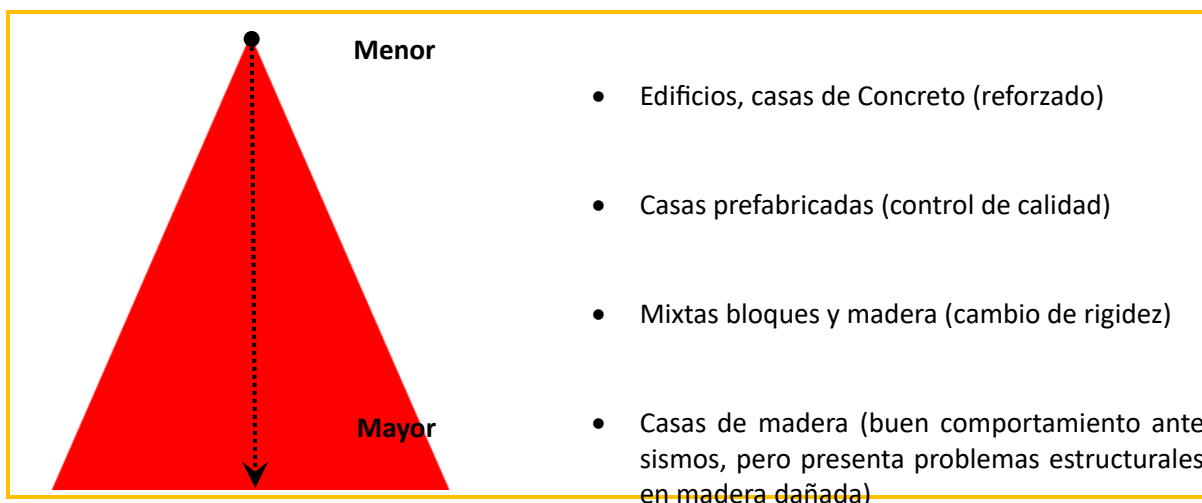 Menor
• Edificios, casas de Concreto (reforzado)
• Casas prefabricadas (control de calidad)
• Mixtas bloques y madera (cambio de rigidez)
Mayor
• Casas de madera (buen comportamiento ante
sismos, pero presenta problemas estructurales
en madera dañada)